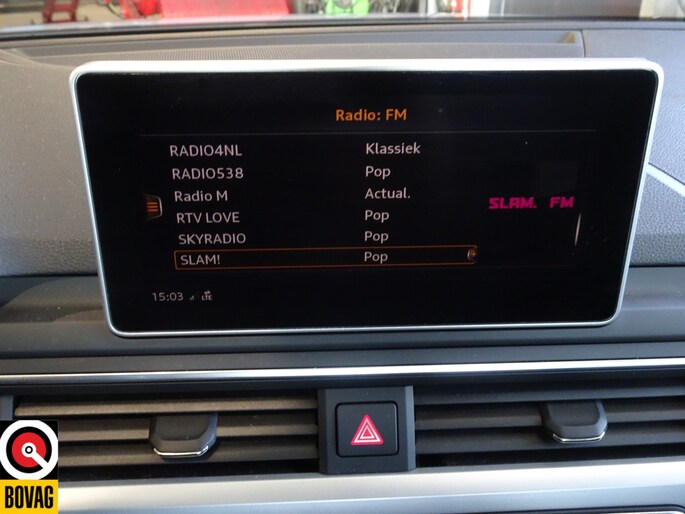 Radio: FM
RADIO4NL Klassiek
RADIO538 Pop
Radio M Actual.
RTV LOVE Pop
SKYRADIO Pop
SLAM! Pop
SLAM. FM
15:03 LTE
BOVAG